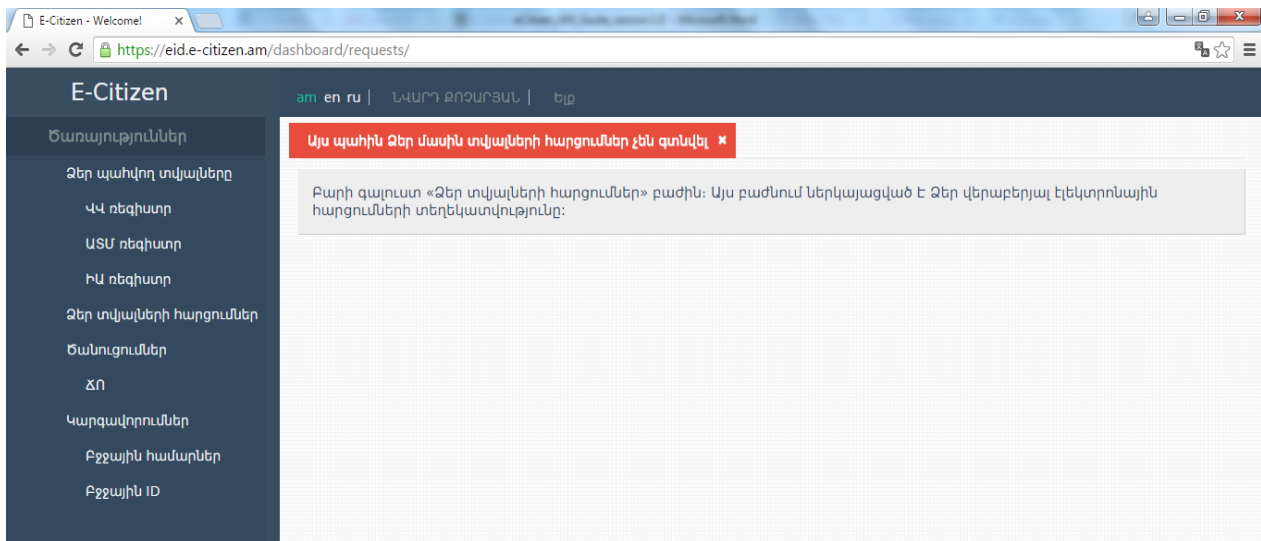 E-Citizen - Welcome!
https://eid.e-citizen.am/dashboard/requests/
E-Citizen
am en ru | ՆՎԱՐԴ ՔՈՉԱՐՅԱՆ | Ելք
Ծառայություններ
Ձեր պահվող տվյալները
ՎՎ ռեգիստր
ԱՏՄ ռեգիստր
ԻԱ ռեգիստր
Ձեր տվյալների հարցումներ
Ծանուցումներ
ՃՈ
Կարգավորումներ
Բջջային համարներ
Բջջային ID
Այս պահին Ձեր մասին տվյալների հարցումներ չեն գտնվել
Բարի գալուստ «Ձեր տվյալների հարցումներ» բաժին։ Այս բաժնում ներկայացված է Ձեր վերաբերյալ էլեկտրոնային
հարցումների տեղեկատվությունը: